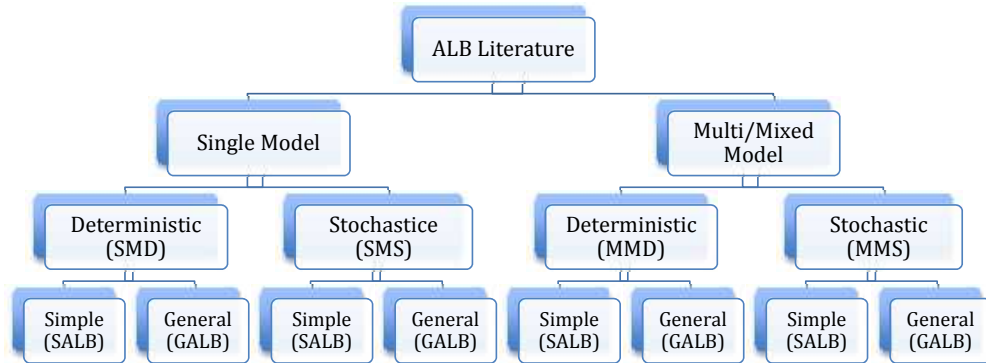 ALB Literature
Single Model
Multi/Mixed
Model
Deterministic
(SMD)
Stochastice
(SMS)
Deterministic
(MMD)
Stochastic
(MMS)
Simple
(SALB)
General
(GALB)
Simple
(SALB)
General
(GALB)
Simple
(SALB)
General
(GALB)
Simple
(SALB)
General
(GALB)